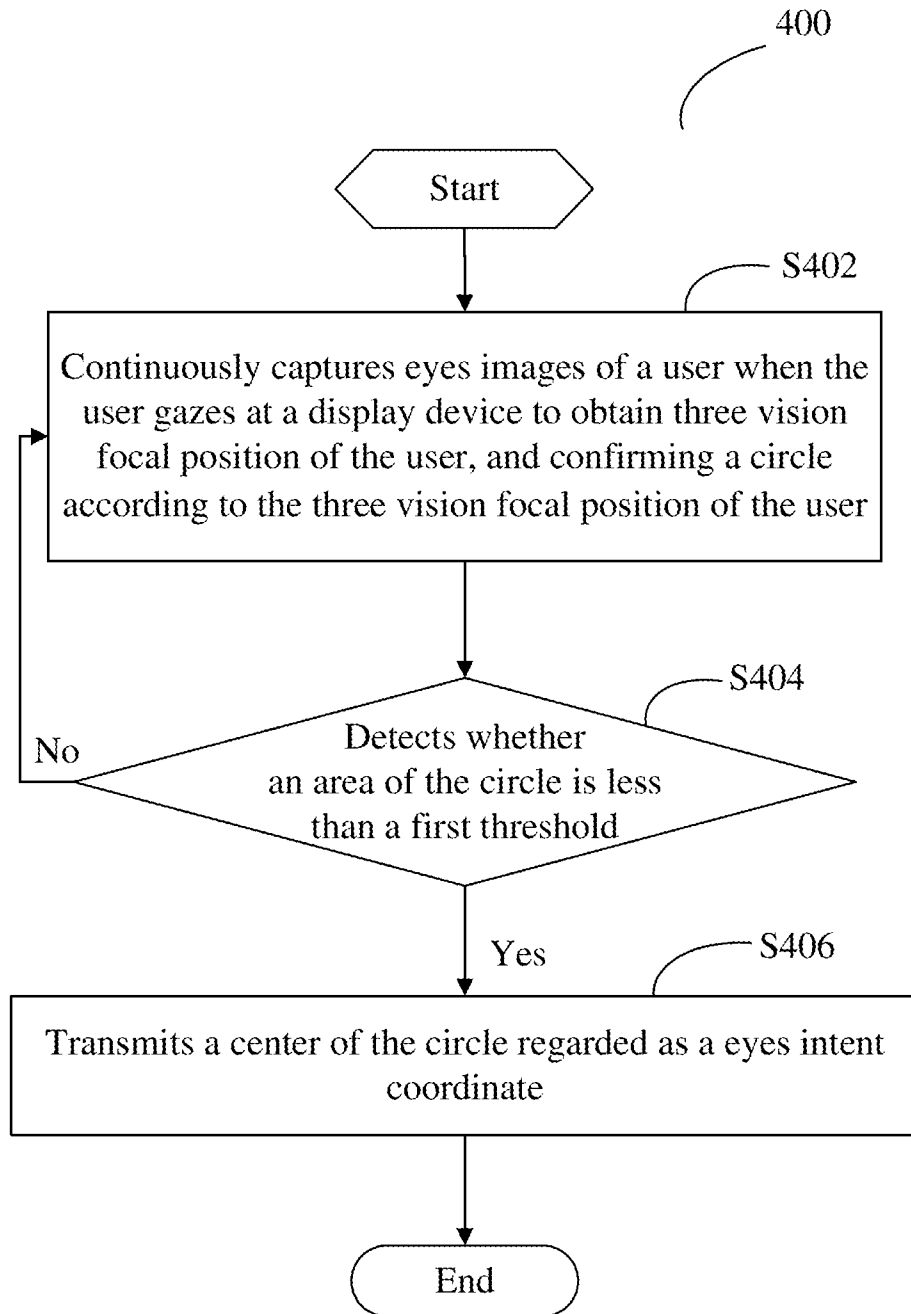 400
Start
S402
Continuously captures eyes images of a user when the
user gazes at a display device to obtain three vision
focal position of the user, and confirming a circle
according to the three vision focal position of the user
S404
No
Detects whether
an area of the circle is less
than a first threshold
Yes
S406
Transmits a center of the circle regarded as a eyes intent
coordinate
End